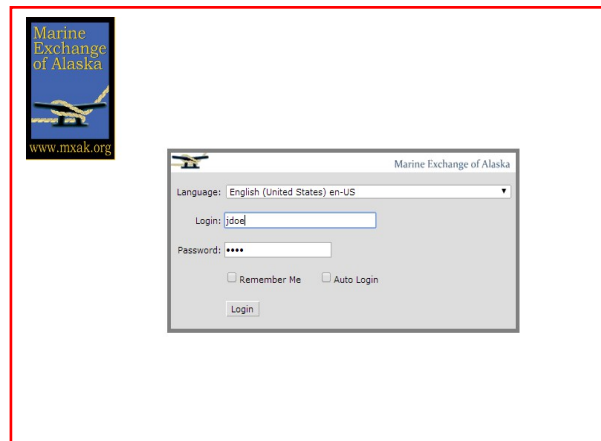 Marine
Exchange
of Alaska
www.mxak.org
Marine Exchange of Alaska
Language: English (United States) en-US
Login: jdoe
Password: ••••
Remember Me Auto Login
Login